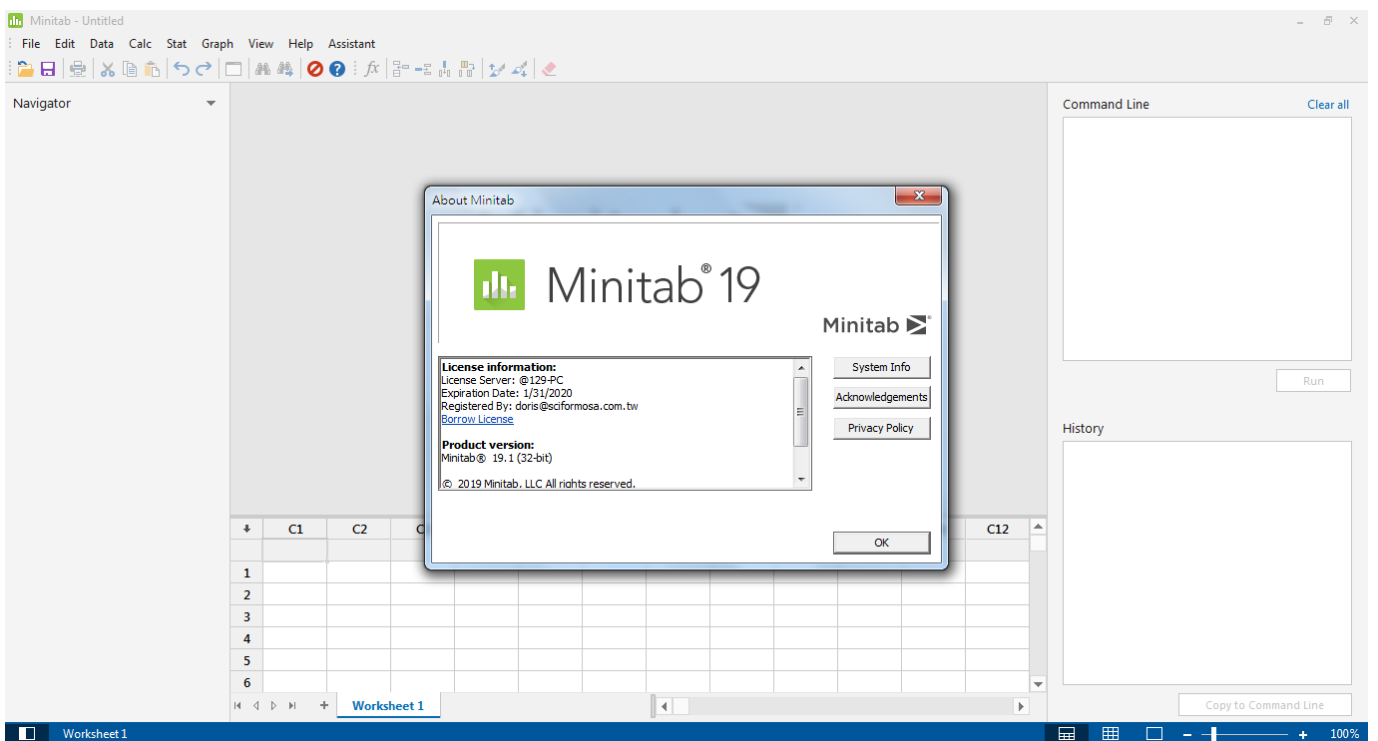 Minitab - Untitled
File Edit Data Calc Stat Graph View Help Assistant
fx
Navigator
Command Line Clear all
About Minitab
Minitab® 19
Minitab
License information:
License Server: @129-PC
Expiration Date: 1/31/2020
Registered By: doris@sciformosa.com.tw
Borrow License
Product version:
Minitab® 19.1 (32-bit)
© 2019 Minitab, LLC All rights reserved.
System Info
Acknowledgements
Privacy Policy
OK
Run
History
C1 C2 C C12
1
2
3
4
5
6
Worksheet 1
Copy to Command Line
Worksheet 1 100%